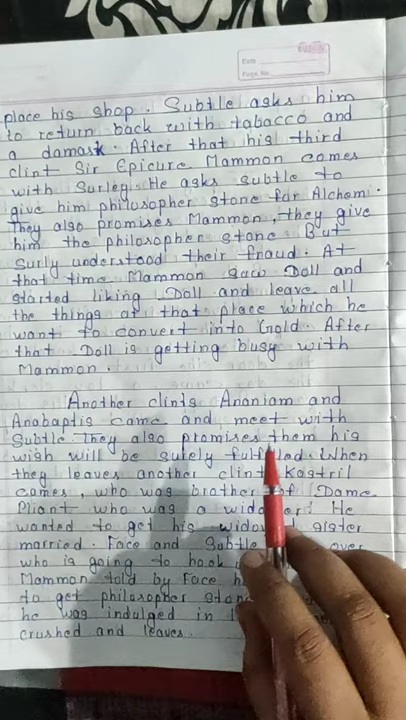 Date
Page No.
place his shop. Subtle asks him
to return back with tabacco and
a damask. After that his third
clint Sir Epicure Mammon comes
with Surley. He asks subtle to
give him philosopher stone for Alchemi.
They also promises Mammon, they give
him the philosopher stone. But
Surly understood their fraud. At
that time Mammon saw Doll and
started liking Doll and leave all
the things at that place which he
want to convert into Gold. After
that Doll is getting busy with
Mammon.
Another clints Ananiam and
Anabaptis came and meet with
Subtle. They also promises them his
wish will be surely fulfilled. When
they leaves another clint Kastril
comes, who was brother of Dame
Pliant who was a He
wanted to get his sister
married. Face and Subtle over
who is going to hook
Mammon told by Face
to get philosopher
he was indulged in
crushed and leaves.